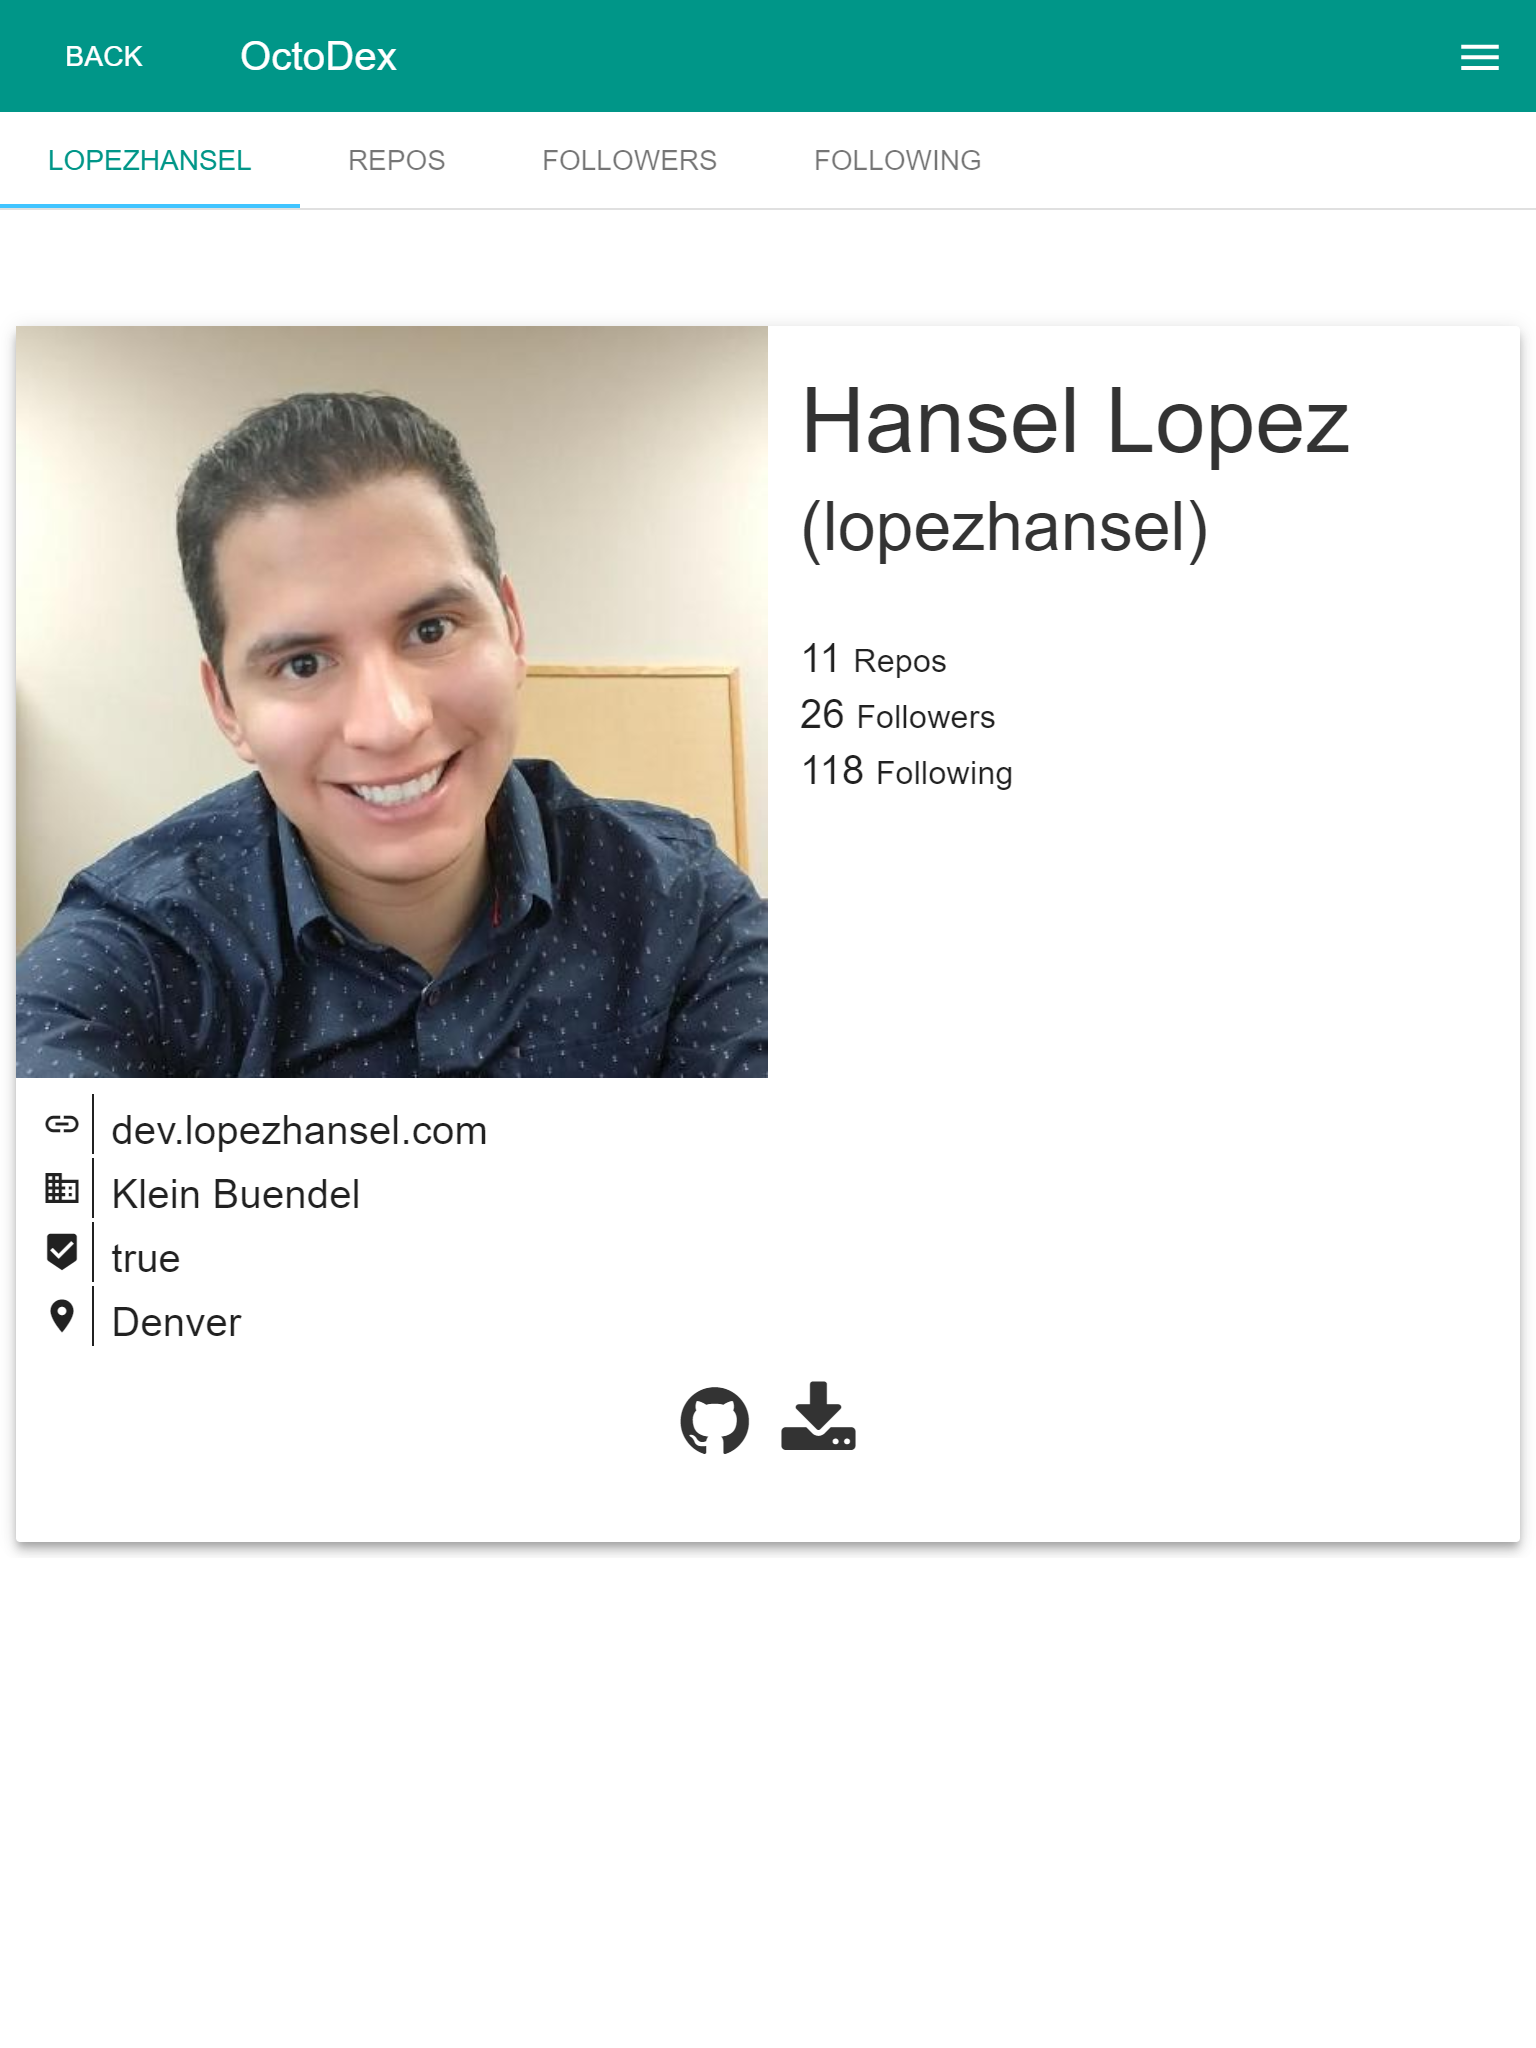 BACK OctoDex
LOPEZHANSEL REPOS FOLLOWERS FOLLOWING
Hansel Lopez
(lopezhansel)
11 Repos
26 Followers
118 Following
dev.lopezhansel.com
Klein Buendel
true
Denver